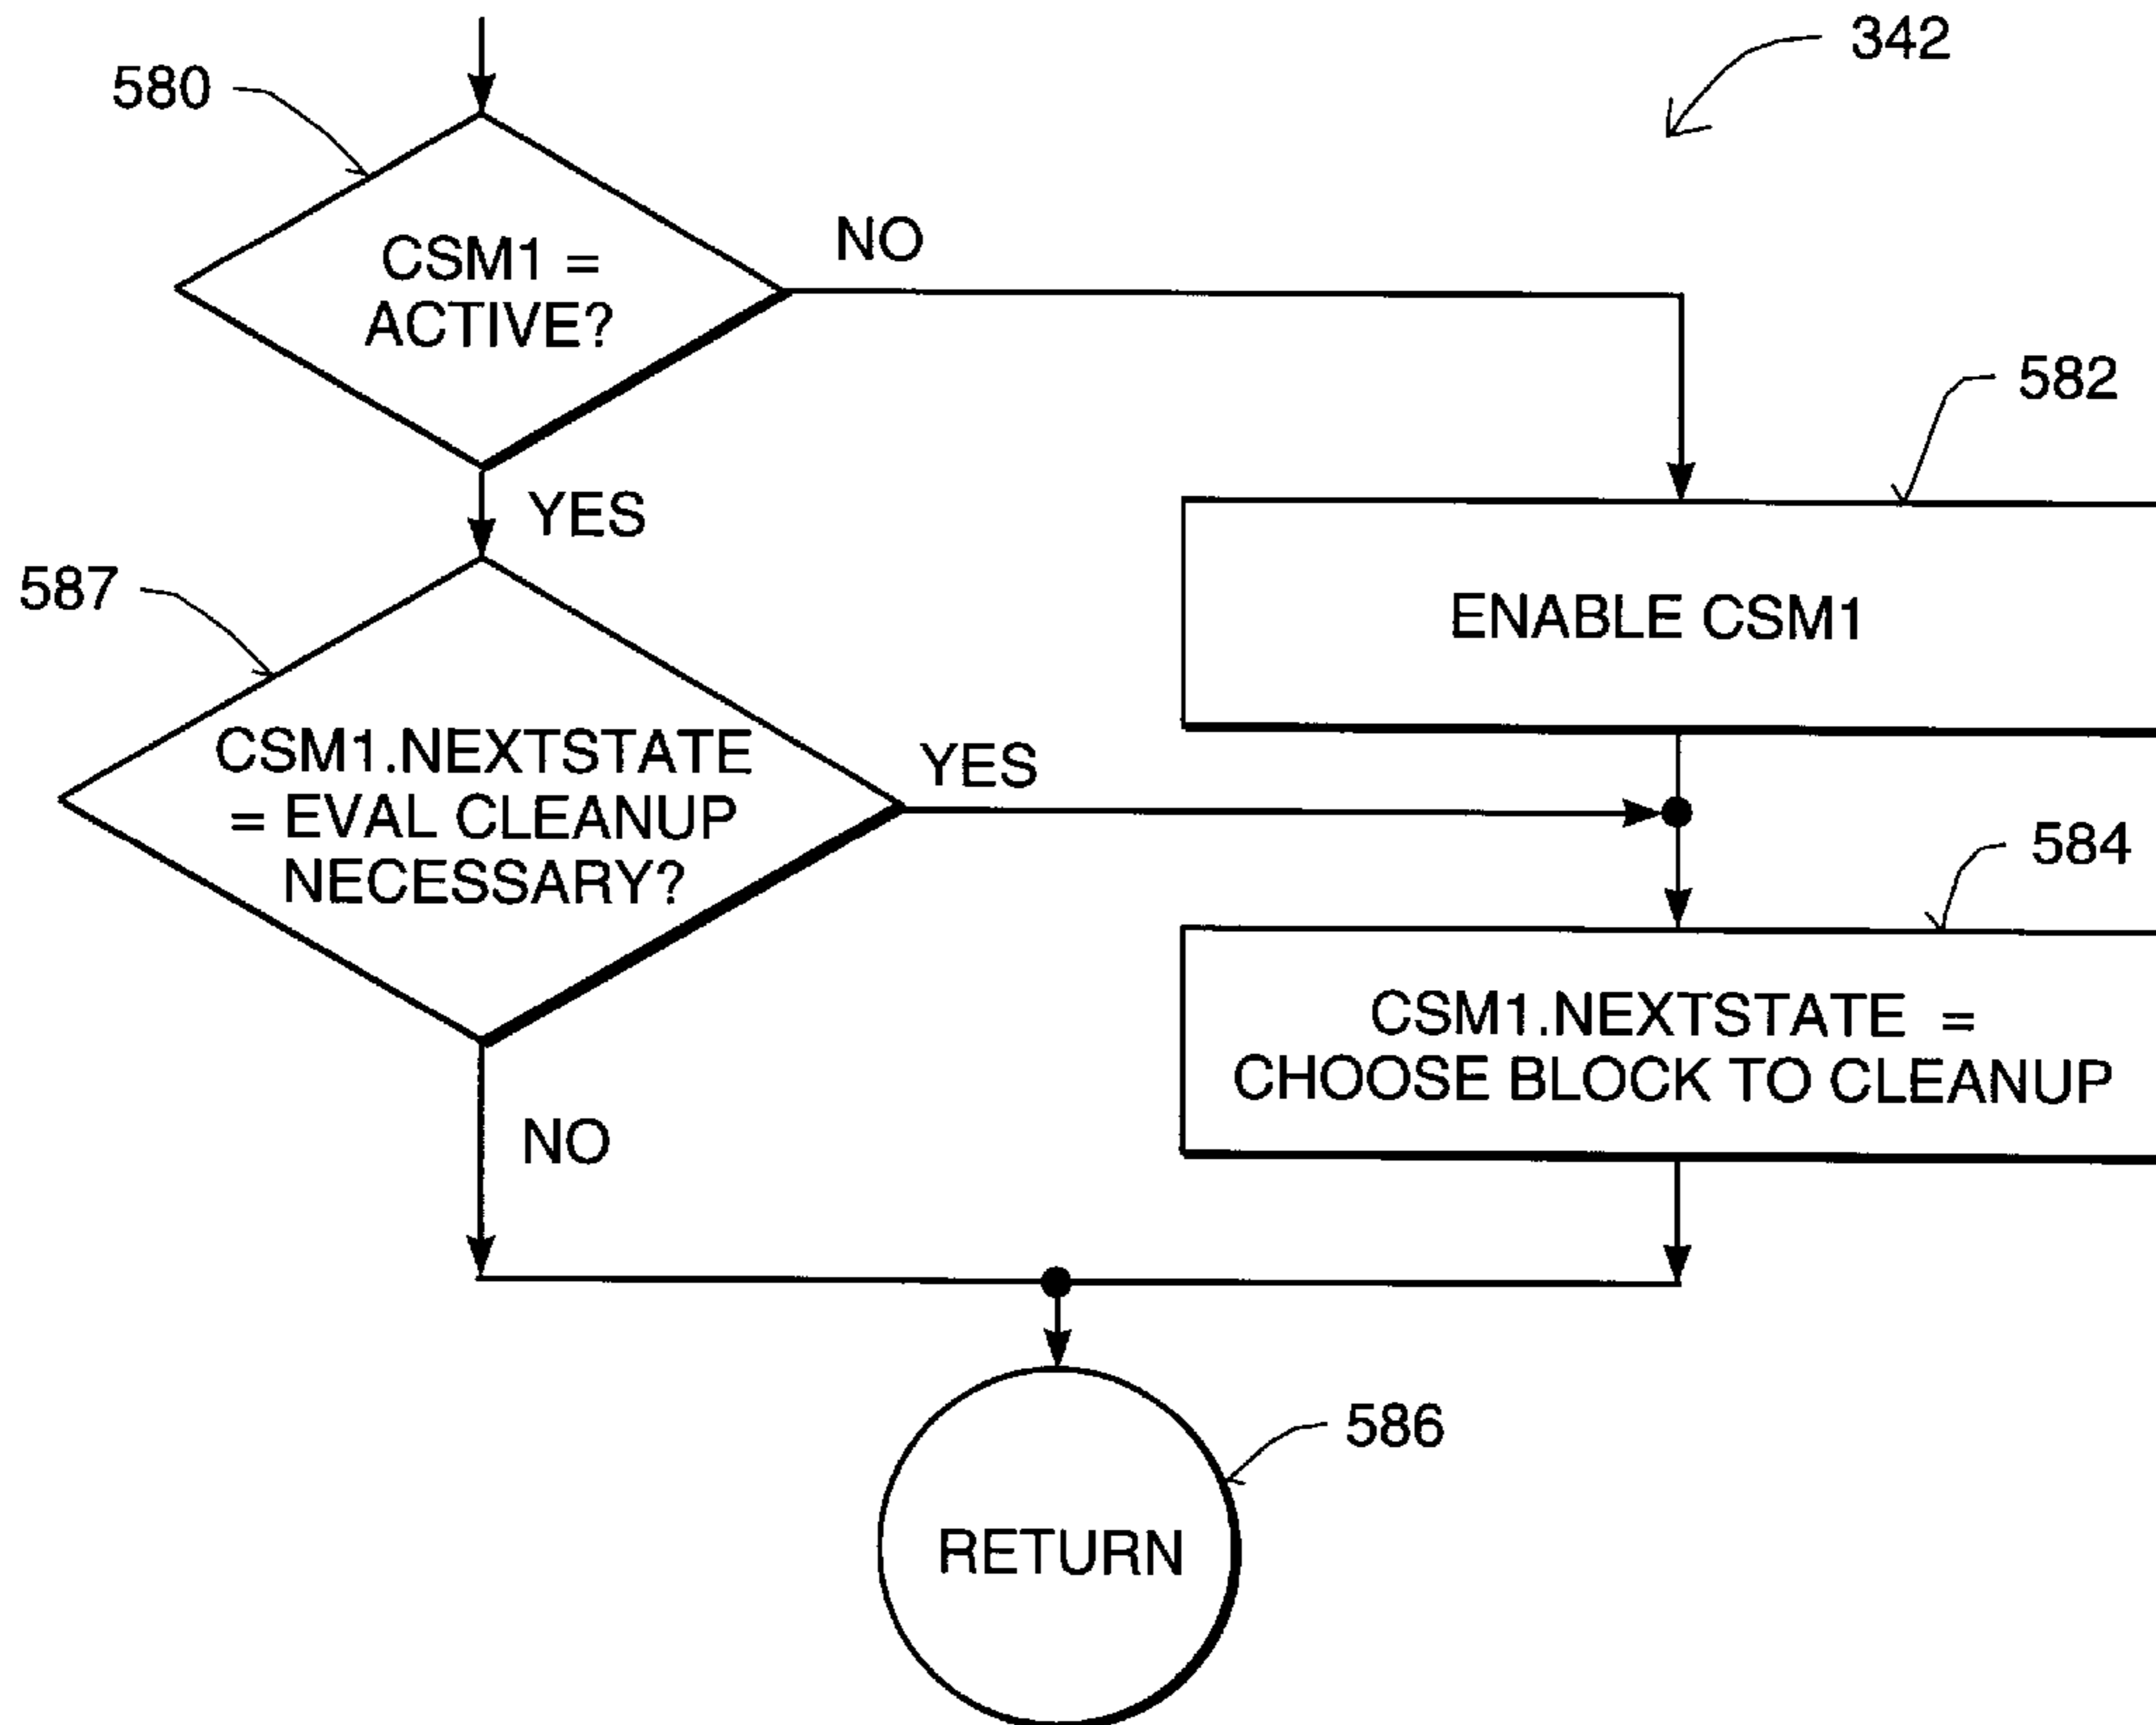 342
580
CSM1 =
ACTIVE?
NO
582
YES
ENABLE CSM1
587
CSM1.NEXTSTATE
= EVAL CLEANUP
NECESSARY?
YES
584
CSM1.NEXTSTATE =
CHOOSE BLOCK TO CLEANUP
NO
586
RETURN